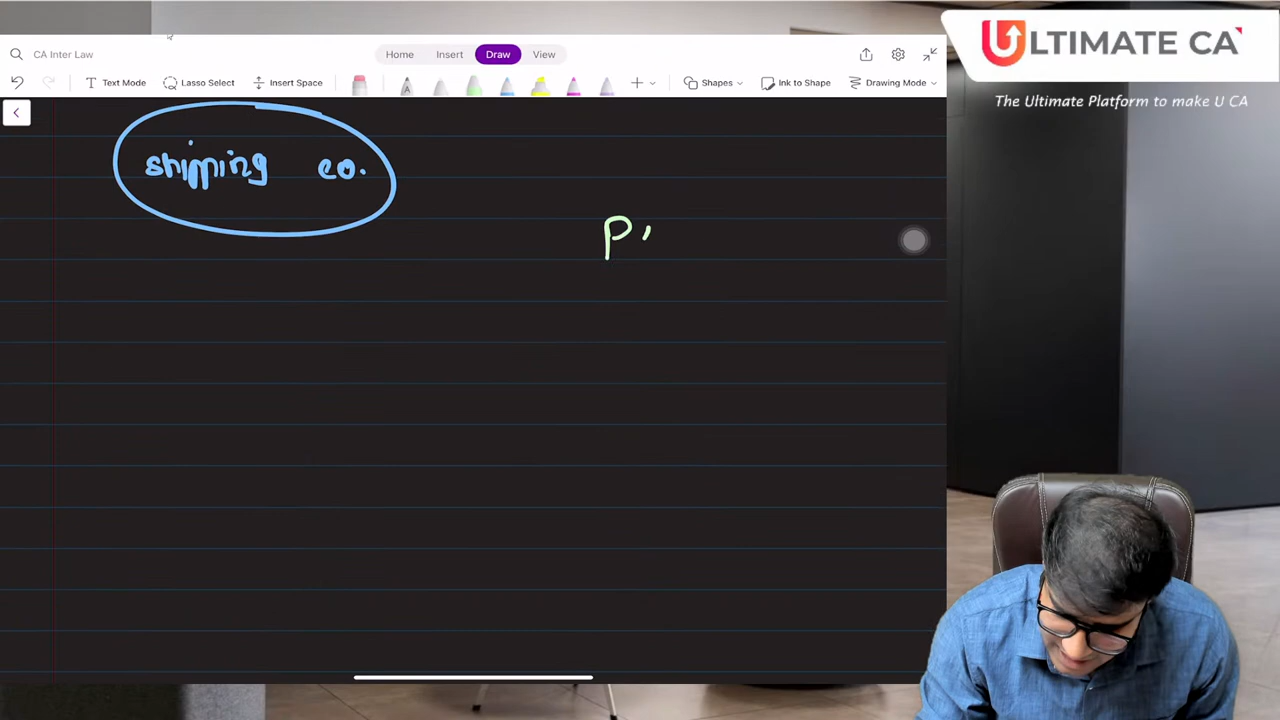 ULTIMATE CA
The Ultimate Platform to make U CA
CA Inter Law
Home Insert Draw View
Text Mode Lasso Select Insert Space Shapes Ink to Shape Drawing Mode
shipping co.
P